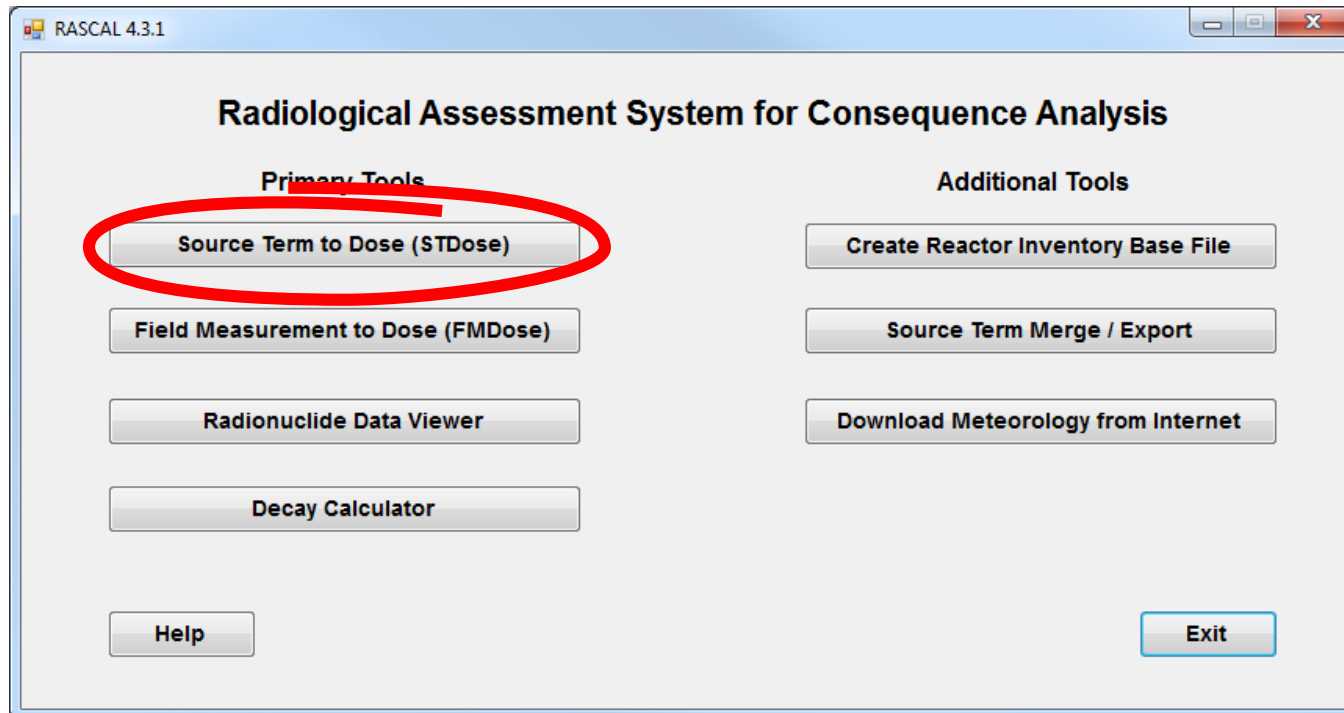 RASCAL 4.3.1
Radiological Assessment System for Consequence Analysis
Primary Tools
Source Term to Dose (STDose)
Field Measurement to Dose (FMDose)
Radionuclide Data Viewer
Decay Calculator
Help
Additional Tools
Create Reactor Inventory Base File
Source Term Merge / Export
Download Meteorology from Internet
Exit